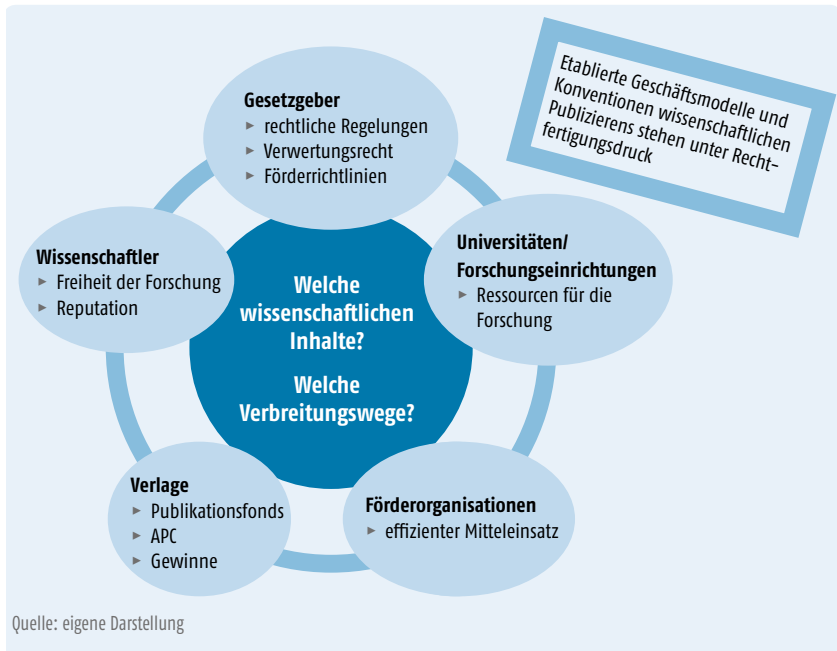 Etablierte Geschäftsmodelle und
Konventionen wissenschaftlichen
Publizierens stehen unter Recht-
fertigungsdruck
Gesetzgeber
► rechtliche Regelungen
► Verwertungsrecht
► Förderrichtlinien
Wissenschaftler
► Freiheit der Forschung
► Reputation
Universitäten/
Forschungseinrichtungen
► Ressourcen für die
Forschung
Welche
wissenschaftlichen
Inhalte?
Welche
Verbreitungswege?
Verlage
► Publikationsfonds
► APC
► Gewinne
Förderorganisationen
► effizienter Mitteleinsatz
Quelle: eigene Darstellung